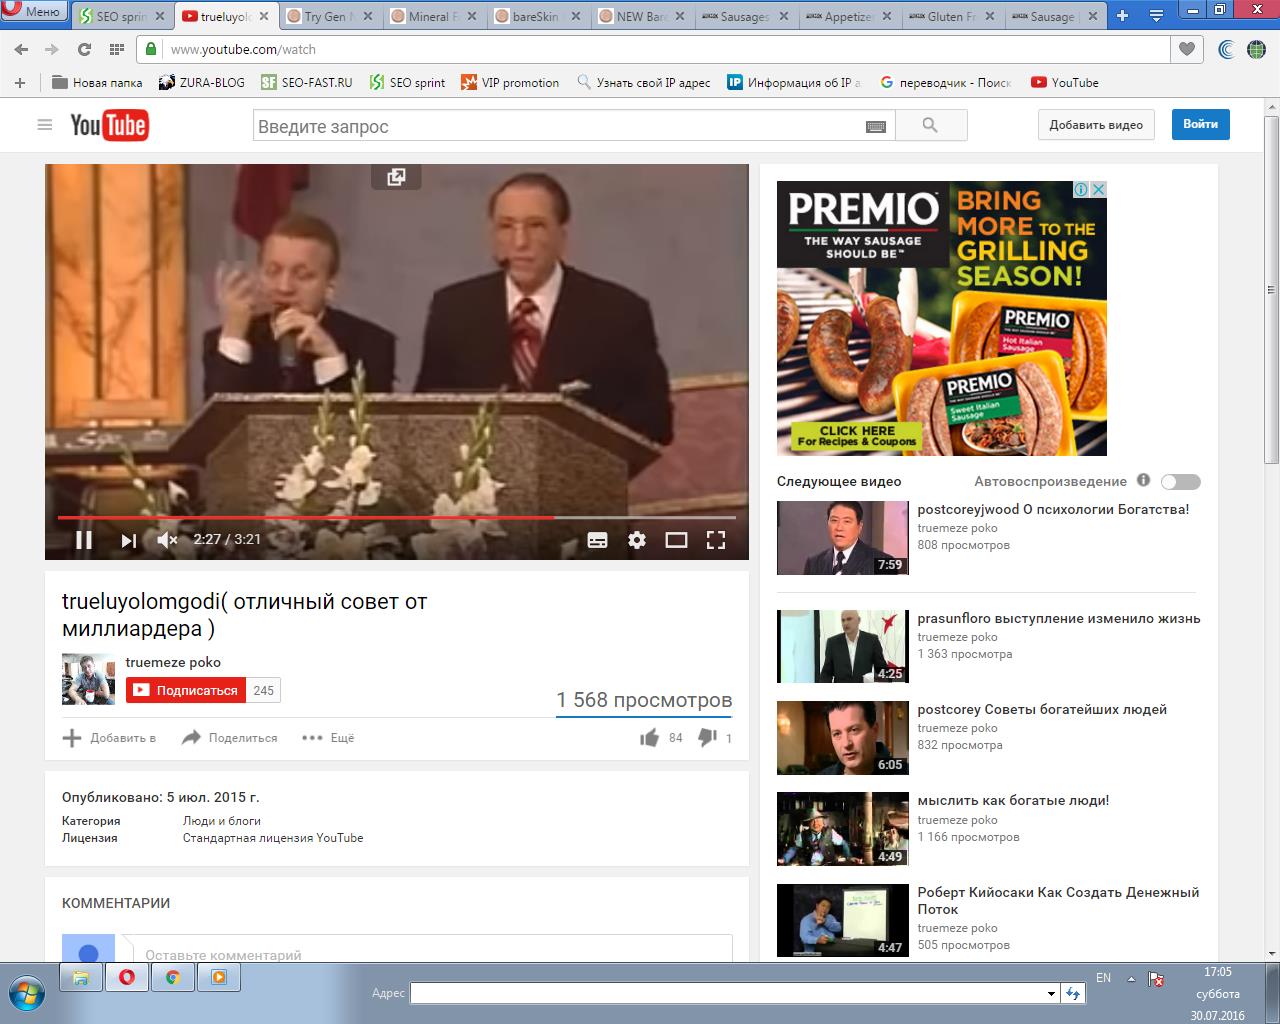 Меню
SEO sprin
trueluyolo
Try Gen N
Mineral F
bareSkin
NEW Bare
Sausages
Appetizer
Gluten Fr
Sausage
www.youtube.com/watch
Новая папка
ZURA-BLOG
SEO-FAST.RU
SEO sprint
VIP promotion
Узнать свой IP адрес
Информация об IP а
переводчик - Поиск
YouTube
YouTube
Введите запрос
Добавить видео
Войти
2:27 / 3:21
trueluyolomgodi( отличный совет от
миллиардера )
truemeze poko
Подписаться 245
1 568 просмотров
Добавить в
Поделиться
Ещё
84
1
Опубликовано: 5 июл. 2015 г.
Категория Люди и блоги
Лицензия Стандартная лицензия YouTube
КОММЕНТАРИИ
Оставьте комментарий
PREMIO
THE WAY SAUSAGE
SHOULD BE™
BRING
MORE TO THE
GRILLING
SEASON!
PREMIO
Hot Italian
Sausage
PREMIO
Sweet Italian
Sausage
CLICK HERE
For Recipes & Coupons
Следующее видео
Автовоспроизведение
postcoreyjwood О психологии Богатства!
truemeze poko
808 просмотров
7:59
prasunfloro выступление изменило жизнь
truemeze poko
1 363 просмотра
4:25
postcorey Советы богатейших людей
truemeze poko
832 просмотра
6:05
мыслить как богатые люди!
truemeze poko
1 166 просмотров
4:49
Роберт Кийосаки Как Создать Денежный
Поток
truemeze poko
505 просмотров
4:47
Адрес
EN
17:05
суббота
30.07.2016